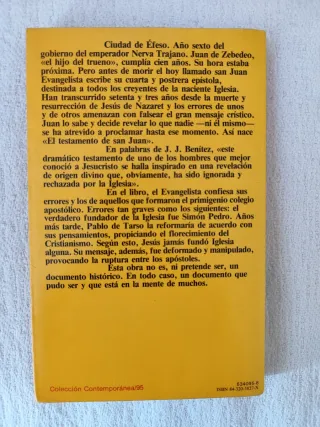 Ciudad de Éfeso. Año sexto del
gobierno del emperador Nerva Trajano. Juan de Zebedeo,
«el hijo del trueno», cumplía cien años. Su hora estaba
próxima. Pero antes de morir el hoy llamado san Juan
Evangelista escribe su cuarta y postrera epístola,
destinada a todos los creyentes de la naciente Iglesia.
Han transcurrido setenta y tres años desde la muerte y
resurrección de Jesús de Nazaret y los errores de unos
y de otros amenazan con falsear el gran mensaje crístico.
Juan lo sabe y decide revelar lo que nadie —ni él mismo—
se ha atrevido a proclamar hasta ese momento. Así nace
«El testamento de san Juan».
En palabras de J. J. Benítez, «este
dramático testamento de uno de los hombres que mejor
conoció a Jesucristo se halla inspirado en una revelación
de origen divino que, obviamente, ha sido ignorada y
rechazada por la Iglesia».
En el libro, el Evangelista confiesa sus
errores y los de aquellos que formaron el primigenio colegio
apostólico. Errores tan graves como los siguientes: el
verdadero fundador de la Iglesia fue Simón Pedro. Años
más tarde, Pablo de Tarso la reformaría de acuerdo con
sus pensamientos, propiciando el florecimiento del
Cristianismo. Según esto, Jesús jamás fundó Iglesia
alguna. Su mensaje, además, fue deformado y manipulado,
provocando la ruptura entre los apóstoles.
Esta obra no es, ni pretende ser, un
documento histórico. En todo caso, un documento que
pudo ser y que está en la mente de muchos.
Colección Contemporánea/95